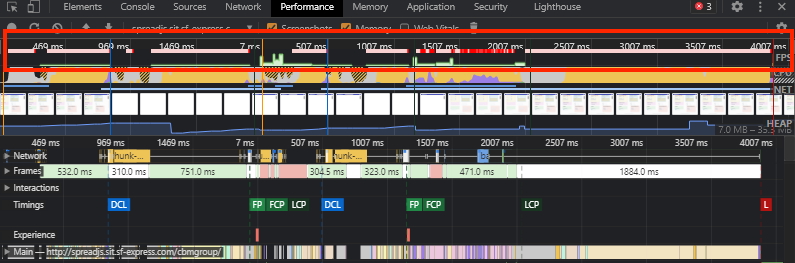 Elements Console Sources Network Performance Memory Application Security Lighthouse 3
spreadjs.sit.sf-express.c... Screenshots Memory Web Vitals
469 ms 969 ms 1469 ms 7 ms 507 ms 1007 ms 1507 ms 2007 ms 2507 ms 3007 ms 3507 ms 4007 ms
FPS
CPU
NET
HEAP
7.0 MB – 35.5 MB
469 ms 969 ms 1469 ms 7 ms 507 ms 1007 ms 1507 ms 2007 ms 2507 ms 3007 ms 3507 ms 4007 ms
Network hunk-... hunk-... ba
Frames 532.0 ms 310.0 ms 751.0 ms 304.5 ms 323.0 ms 471.0 ms 1884.0 ms
Interactions
Timings DCL FP FCP LCP DCL FP FCP LCP L
Experience
Main — http://spreadjs.sit.sf-express.com/cbmgroup/